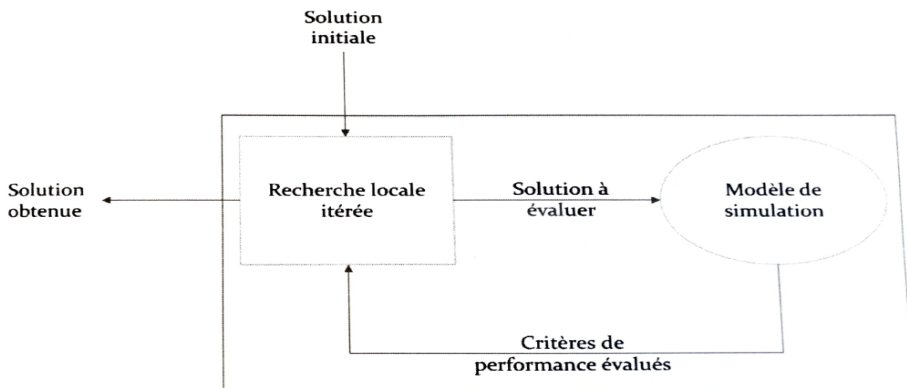 Solution
initiale
Solution
obtenue
Recherche locale
itérée
Solution à
évaluer
Modèle de
simulation
Critères de
performance évalués